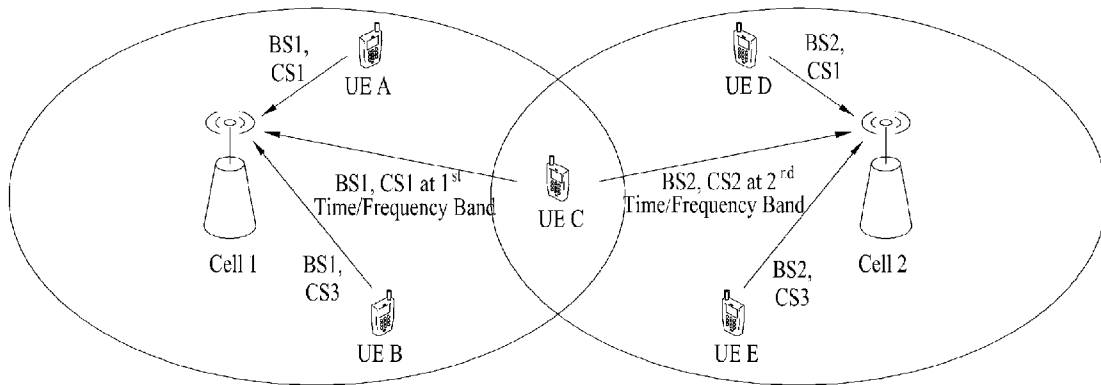 BS1,
CS1
UE A
BS2,
CS1
UE D
BS1, CS1 at 1st
Time/Frequency Band
UE C
BS2, CS2 at 2rd
Time/Frequency Band
Cell 1
Cell 2
BS1,
CS3
UE B
BS2,
CS3
UE E